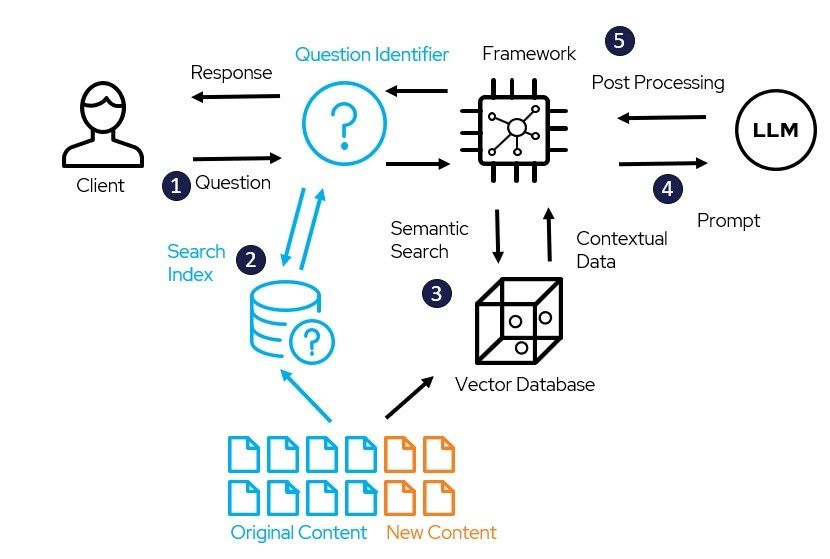 5
Question Identifier
Framework
Response
Post Processing
?
LLM
Client
1
Question
4
Prompt
Semantic
Search
Contextual
Data
Search
Index
2
3
?
Vector Database
Original Content
New Content